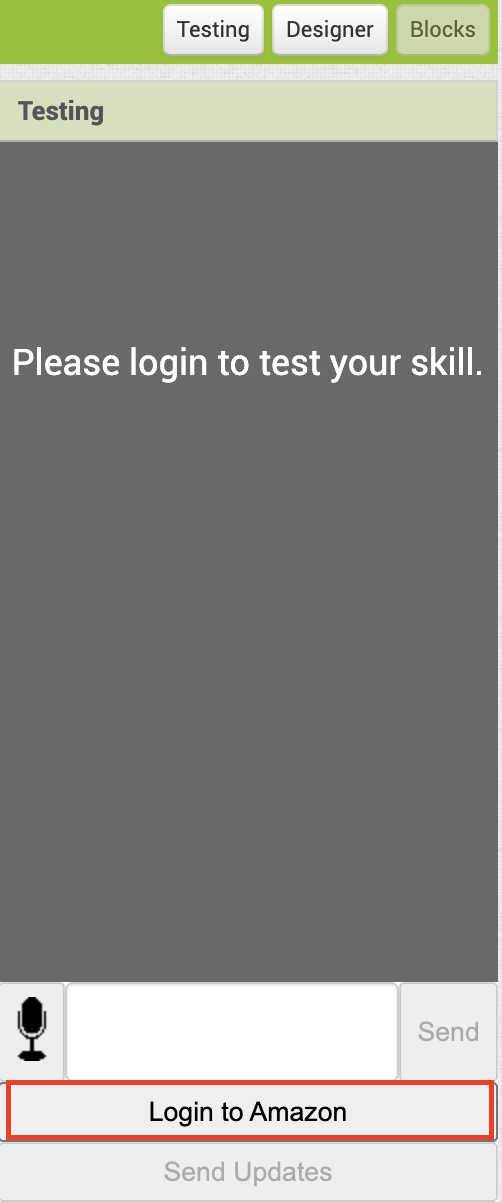 Testing Designer Blocks
Testing
Please login to test your skill.
Send
Login to Amazon
Send Updates